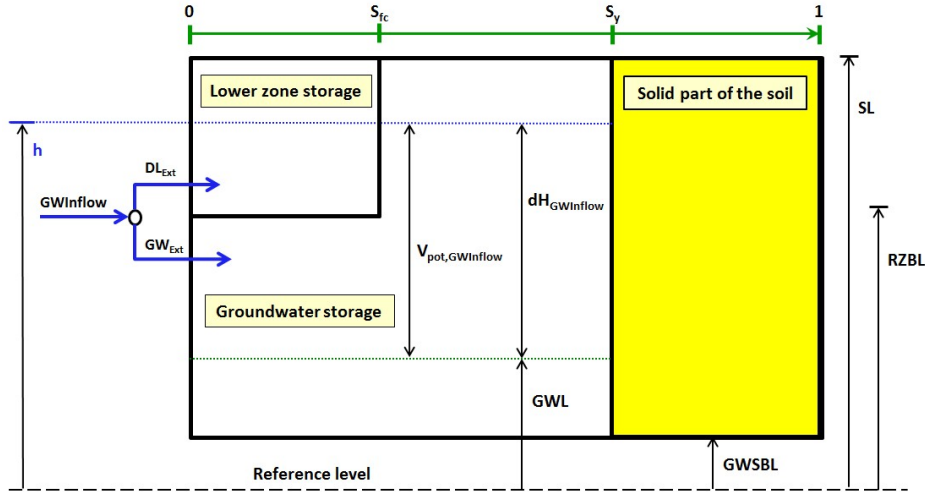 0 S_fc S_y 1
Lower zone storage
Solid part of the soil
SL
h
DL_Ext
GWInflow
dH_GWInflow
GW_Ext
V_pot,GWInflow
RZBL
Groundwater storage
GWL
GWSBL
Reference level